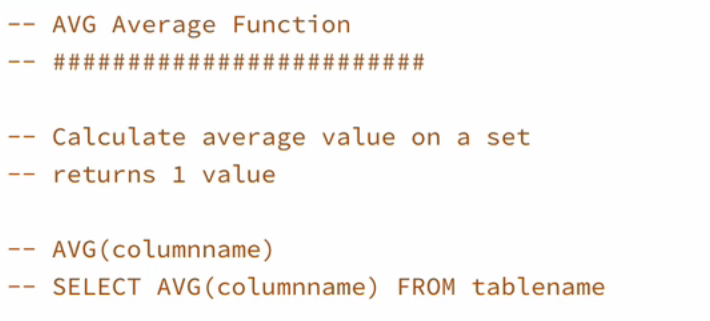 -- AVG Average Function
-- #########################
-- Calculate average value on a set
-- returns 1 value
-- AVG(columnname)
-- SELECT AVG(columnname) FROM tablename